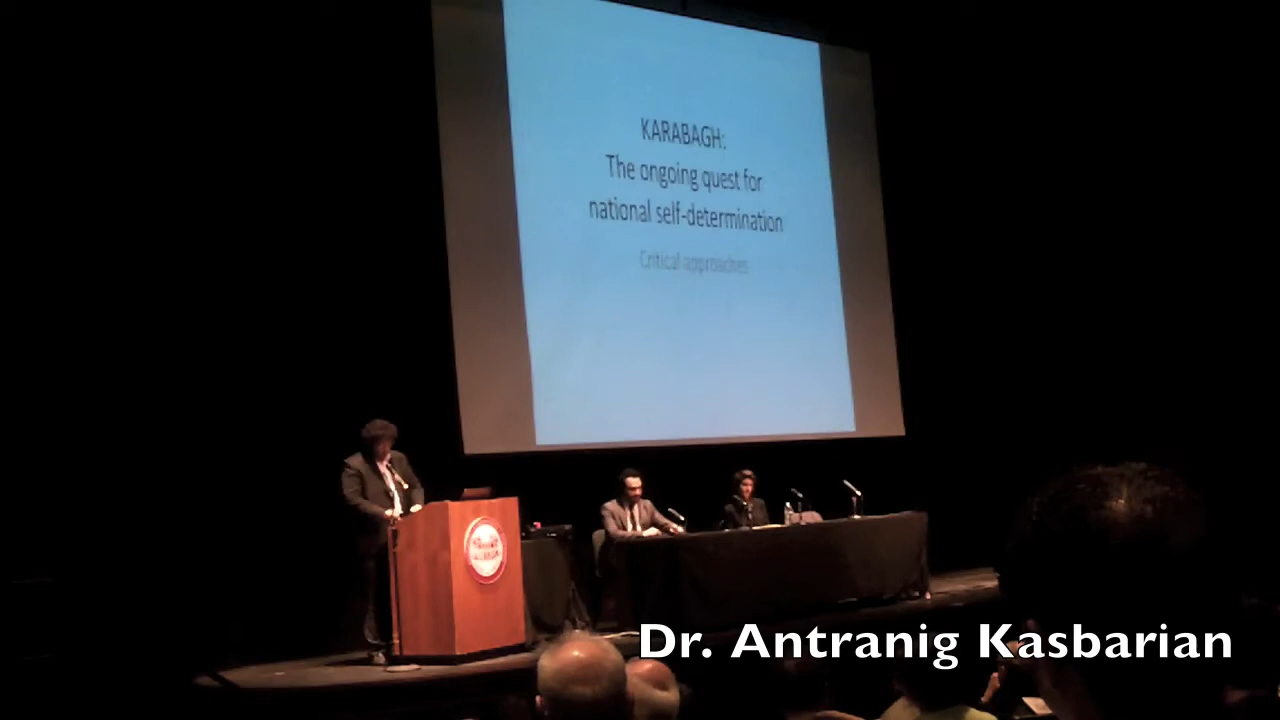 KARABAGH:
The ongoing quest for
national self-determination
Critical approaches
Dr. Antranig Kasbarian